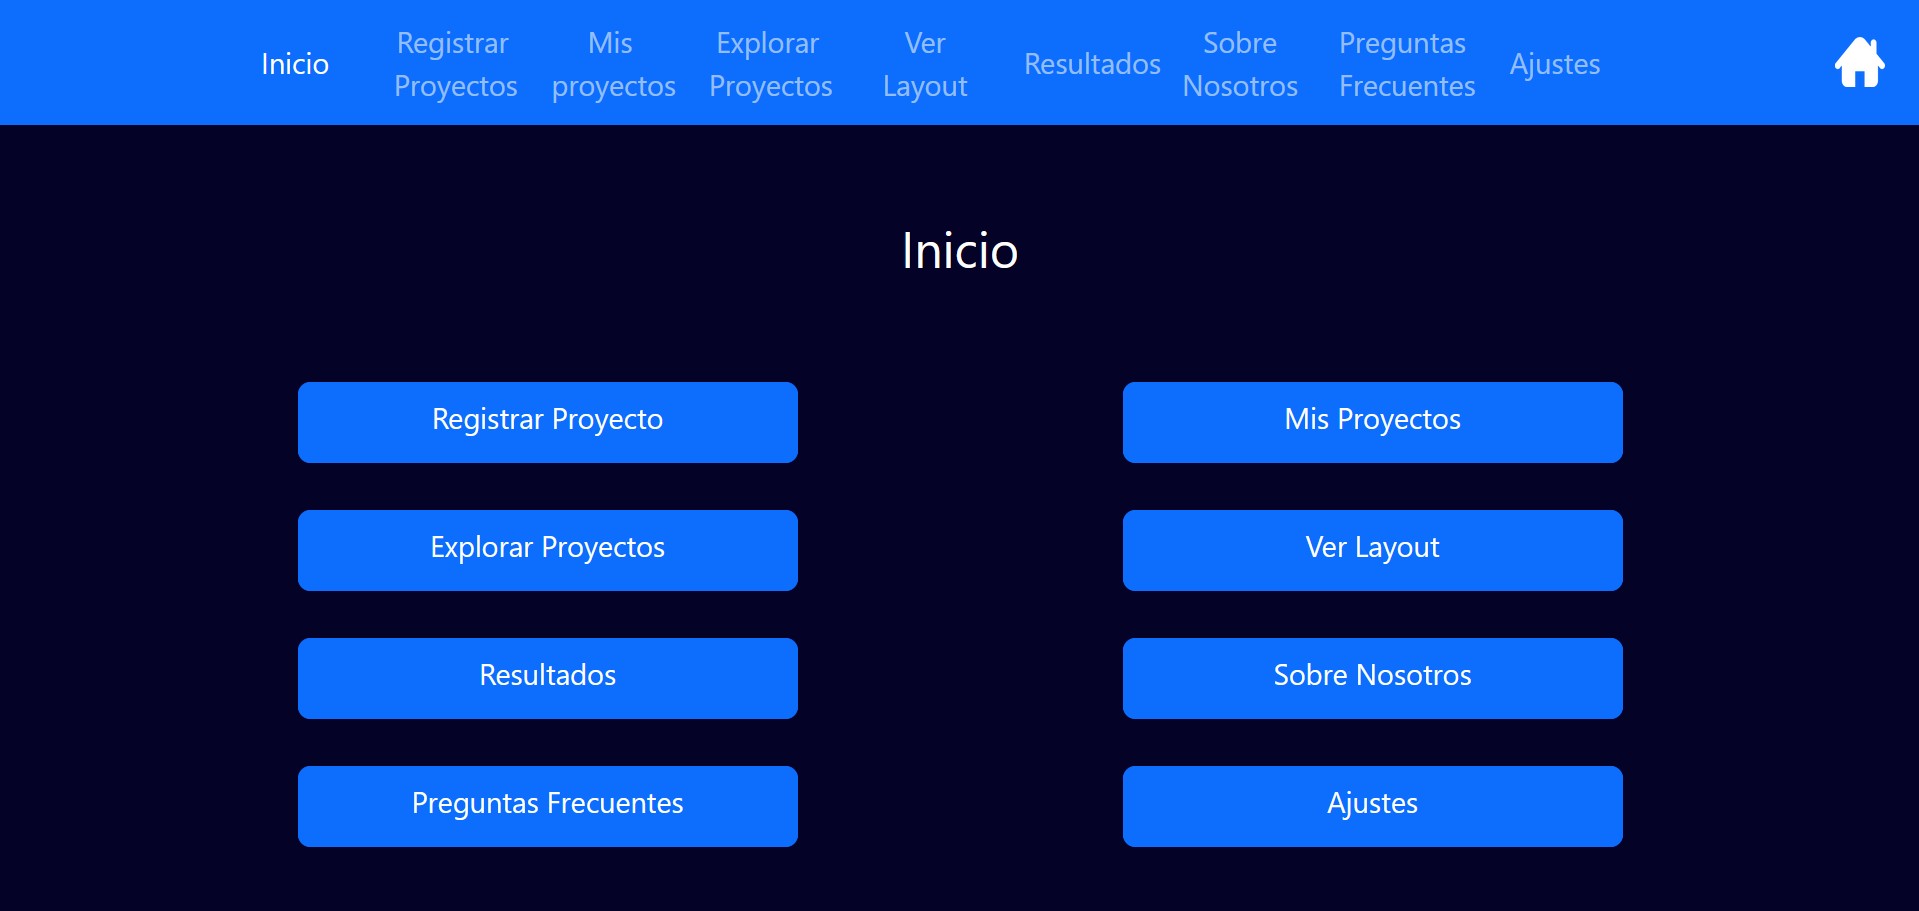 Inicio
Registrar
Proyectos
Mis
proyectos
Explorar
Proyectos
Ver
Layout
Resultados
Sobre
Nosotros
Preguntas
Frecuentes
Ajustes
Inicio
Registrar Proyecto
Mis Proyectos
Explorar Proyectos
Ver Layout
Resultados
Sobre Nosotros
Preguntas Frecuentes
Ajustes